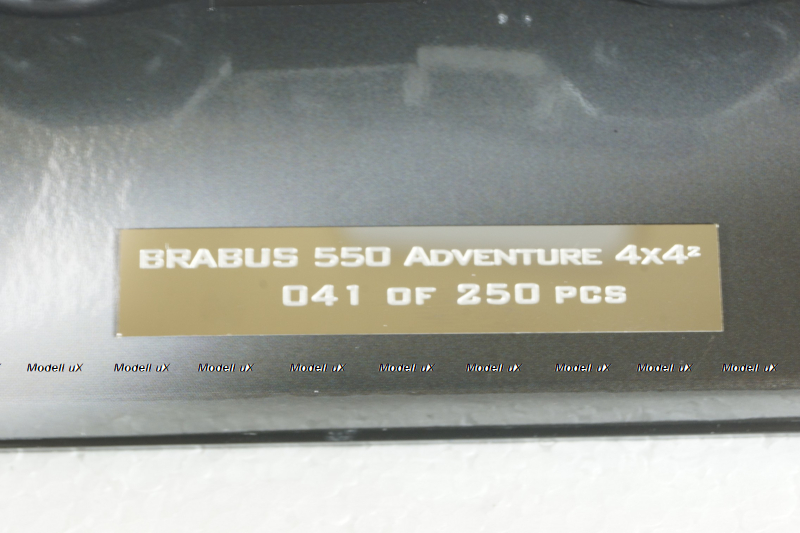 BRABUS 550 ADVENTURE 4X4²
041 OF 250 PCS
Modell uX Modell uX Modell uX Modell uX Modell uX Modell uX Modell uX Modell uX Modell uX